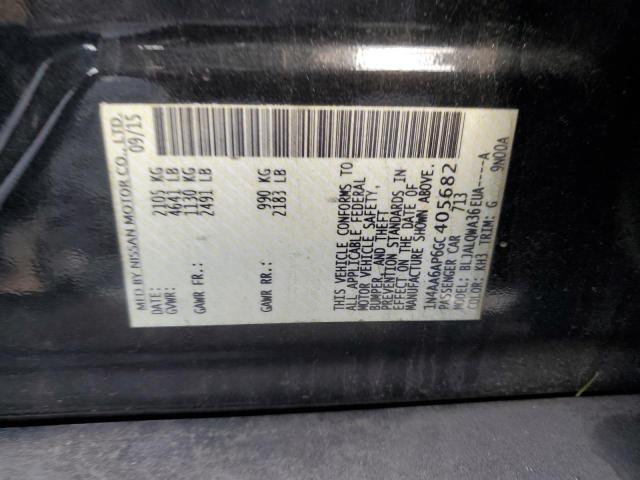 MFD BY NISSAN MOTOR CO., LTD.
09/15
GVWR: 2105 KG
4641 LB
GAWR FR: 1130 KG
2491 LB
GAWR RR: 990 KG
2183 LB
THIS VEHICLE CONFORMS TO
ALL APPLICABLE FEDERAL
MOTOR VEHICLE SAFETY,
BUMPER, AND THEFT
PREVENTION STANDARDS IN
EFFECT ON THE DATE OF
MANUFACTURE SHOWN ABOVE.
1N4AA6AP6GC405682
PASSENGER CAR 713
MODEL: BLJALQWA36EUA----A
COLOR: KH3 TRIM: G 9N00A